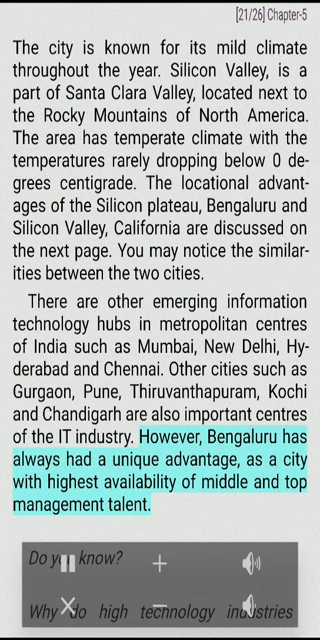 [21/26] Chapter-5
The city is known for its mild climate
throughout the year. Silicon Valley, is a
part of Santa Clara Valley, located next to
the Rocky Mountains of North America.
The area has temperate climate with the
temperatures rarely dropping below 0 de-
grees centigrade. The locational advant-
ages of the Silicon plateau, Bengaluru and
Silicon Valley, California are discussed on
the next page. You may notice the similar-
ities between the two cities.
There are other emerging information
technology hubs in metropolitan centres
of India such as Mumbai, New Delhi, Hy-
derabad and Chennai. Other cities such as
Gurgaon, Pune, Thiruvanthapuram, Kochi
and Chandigarh are also important centres
of the IT industry. However, Bengaluru has
always had a unique advantage, as a city
with highest availability of middle and top
management talent.
Do you know?
Why do high technology industries